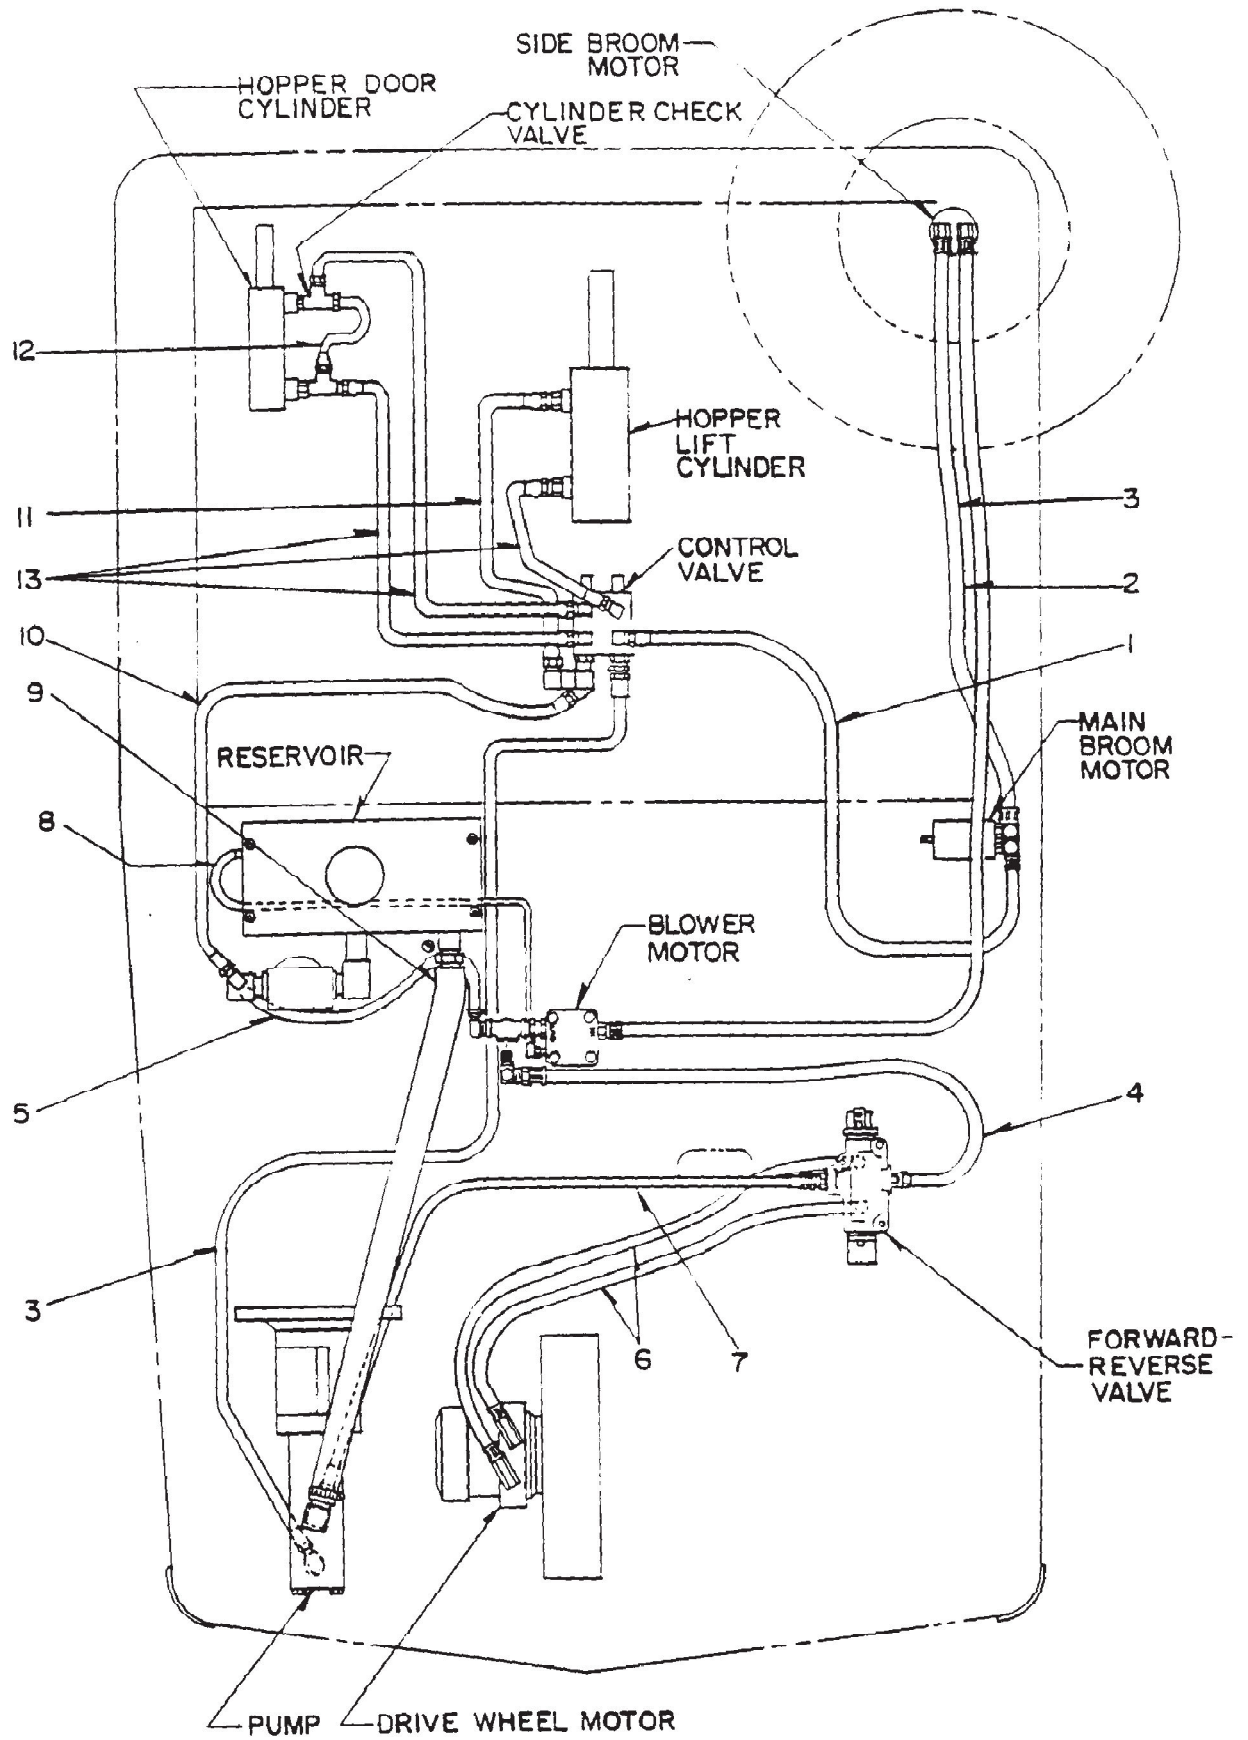 SIDE BROOM
MOTOR
HOPPER DOOR
CYLINDER
CYLINDER CHECK
VALVE
12
HOPPER
LIFT
CYLINDER
3
11
CONTROL
VALVE
13
2
10
1
9
MAIN
BROOM
MOTOR
RESERVOIR
8
BLOWER
MOTOR
5
4
3
6
7
FORWARD-
REVERSE
VALVE
PUMP
DRIVE WHEEL MOTOR